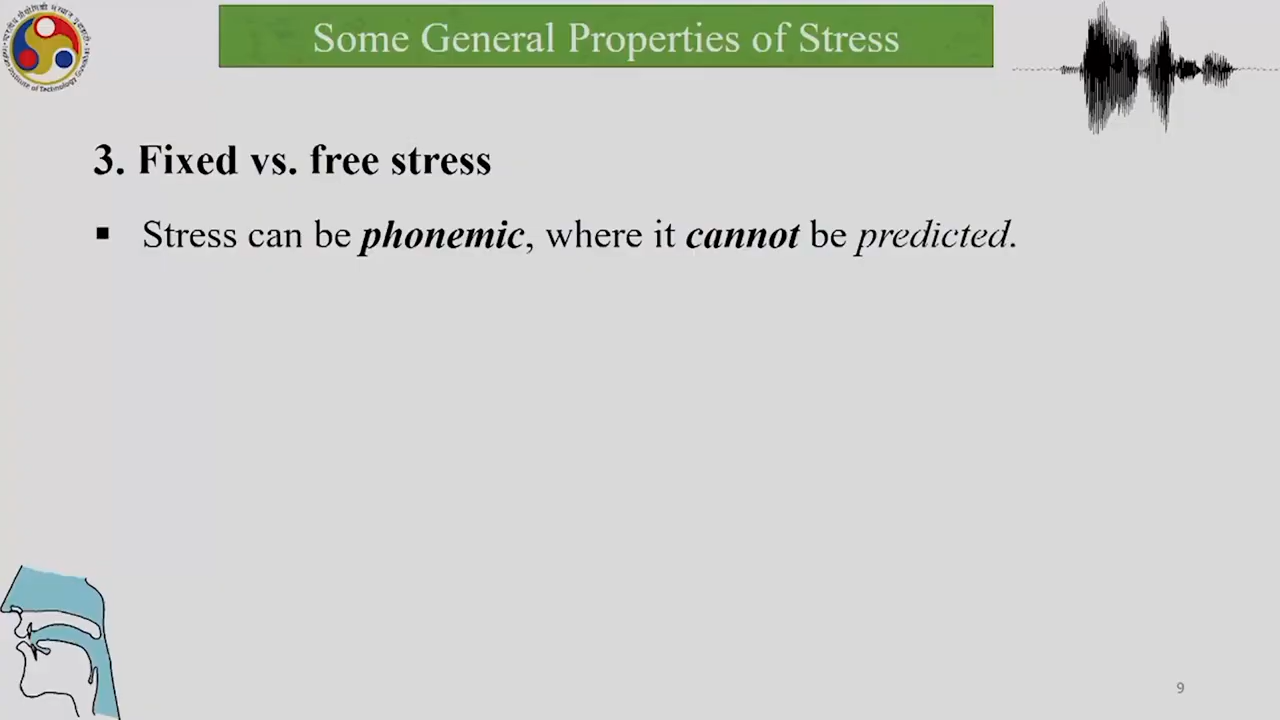 Some General Properties of Stress
3. Fixed vs. free stress
▪ Stress can be phonemic, where it cannot be predicted.
9